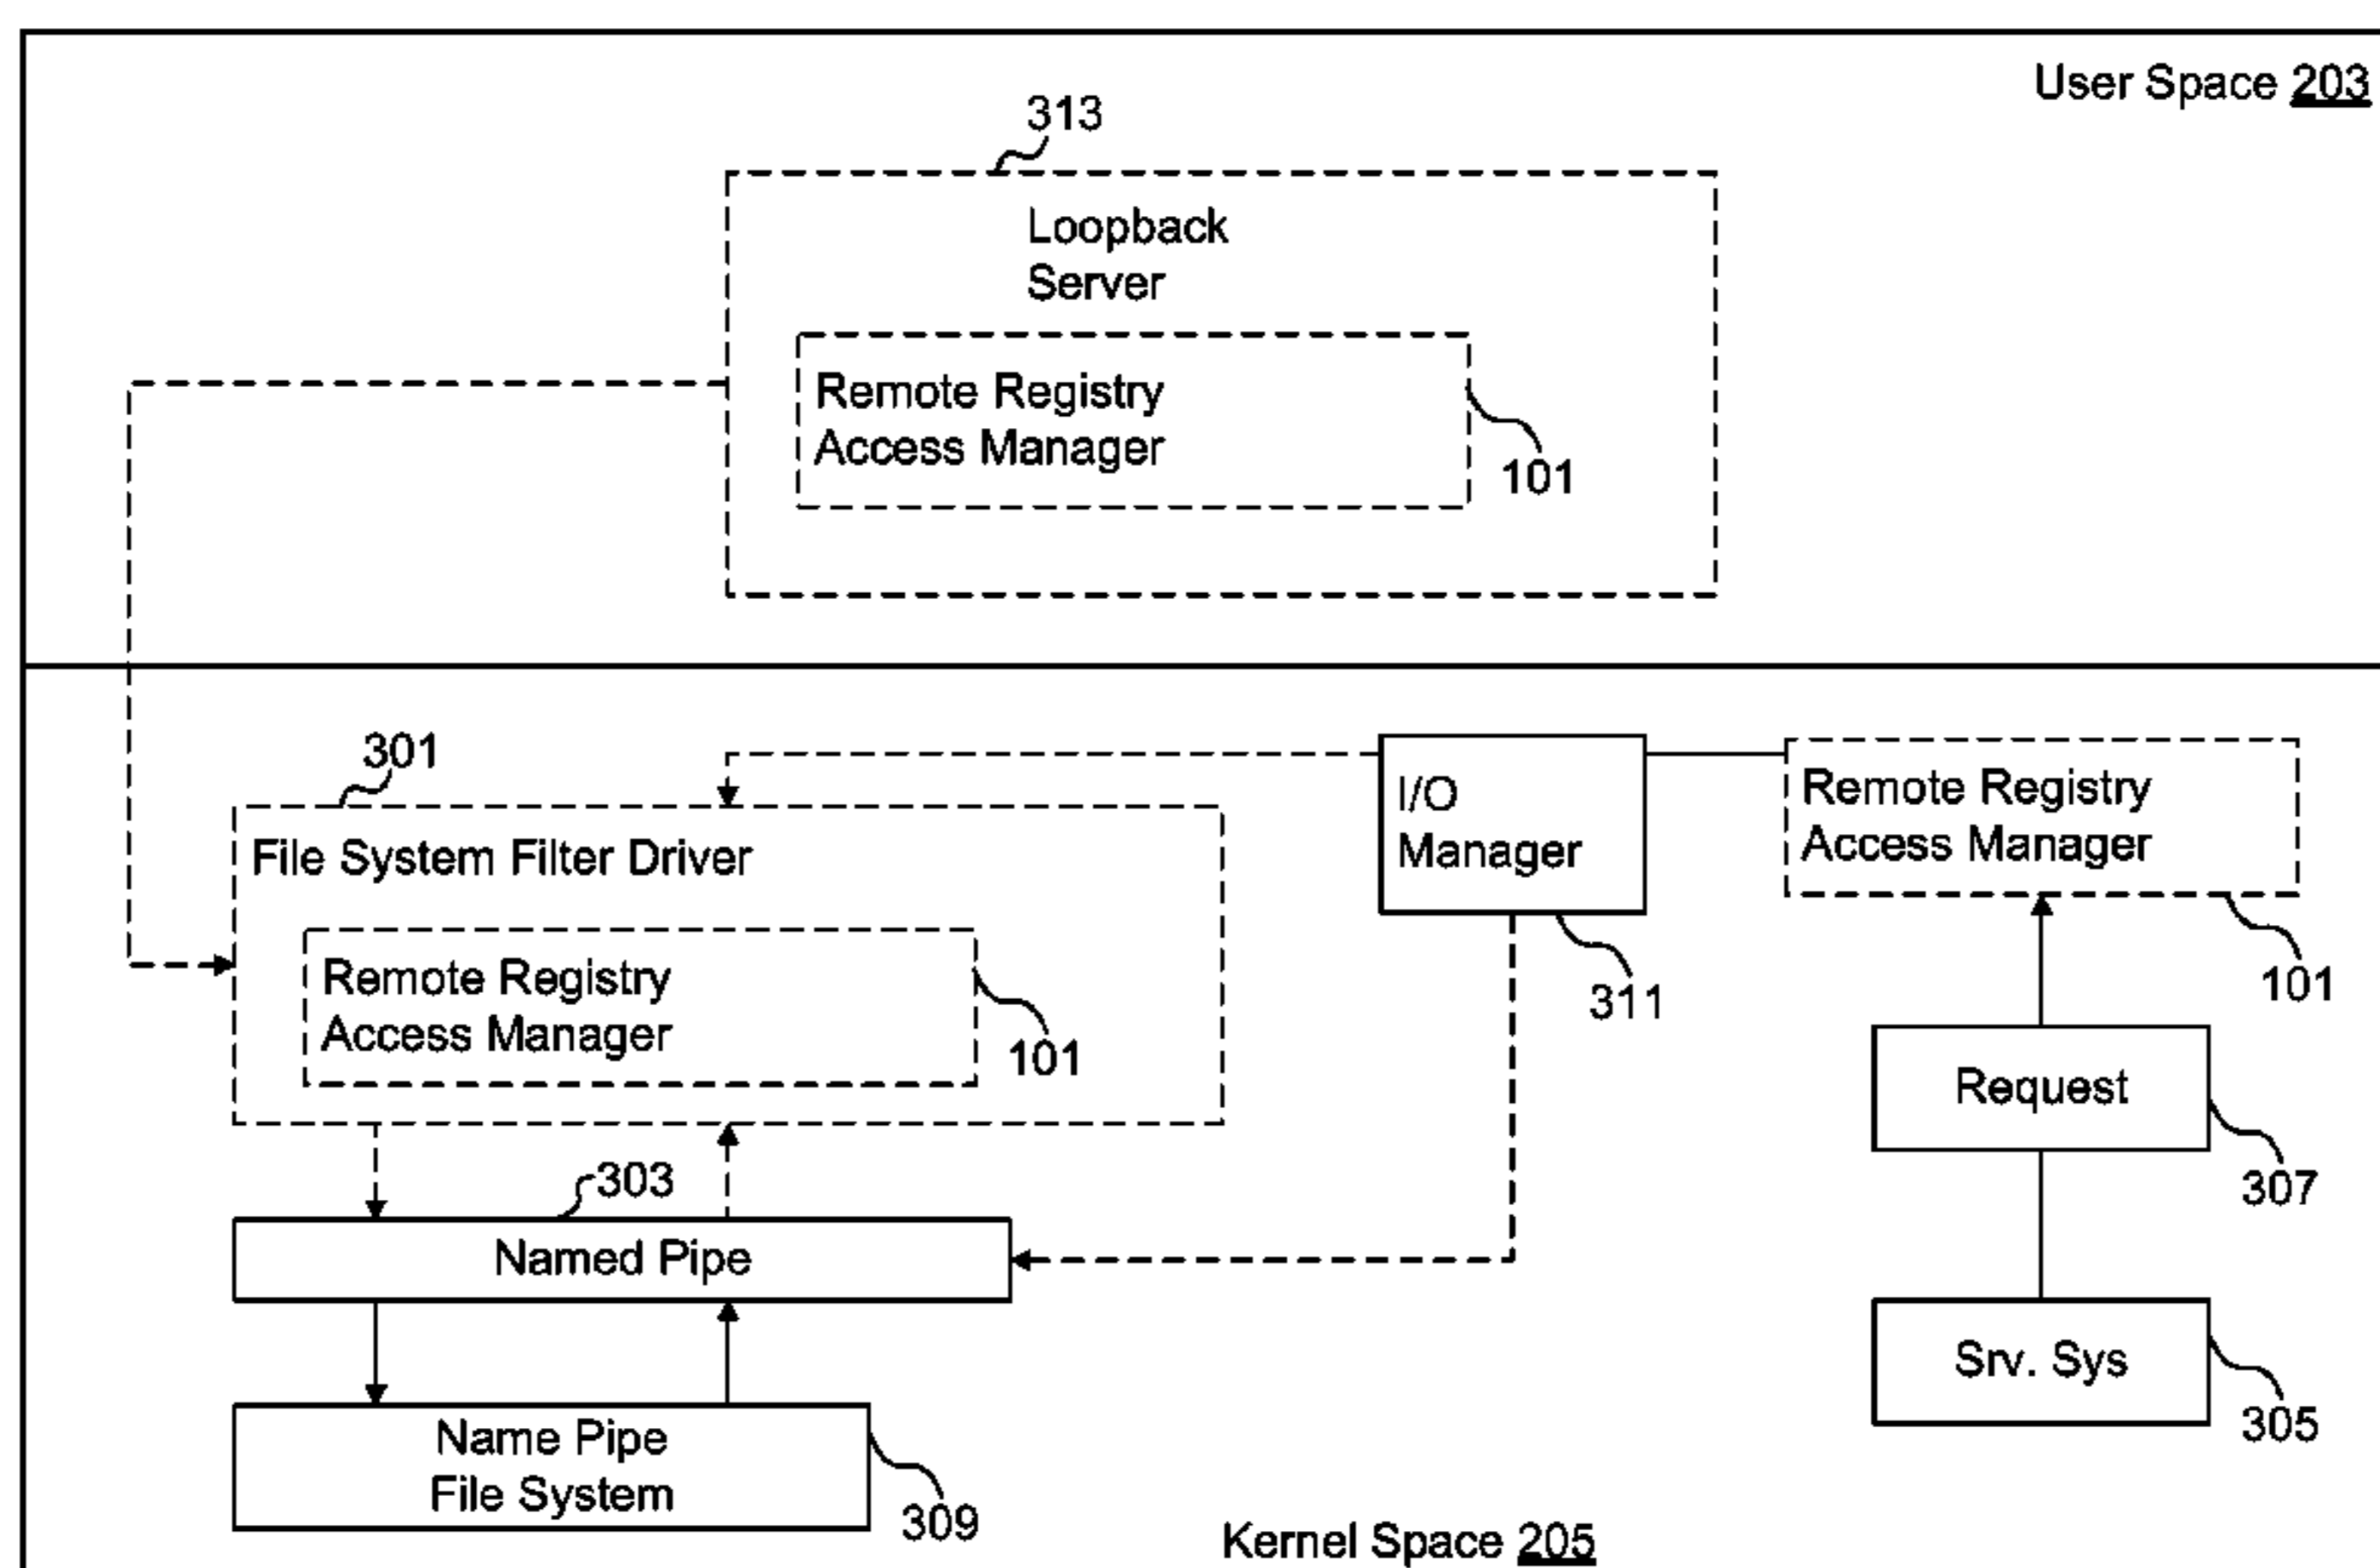 User Space 203
313
Loopback
Server
Remote Registry
Access Manager
101
301
File System Filter Driver
Remote Registry
Access Manager
101
I/O
Manager
311
Remote Registry
Access Manager
101
Request
307
303
Named Pipe
Srv. Sys
305
Name Pipe
File System
309
Kernel Space 205